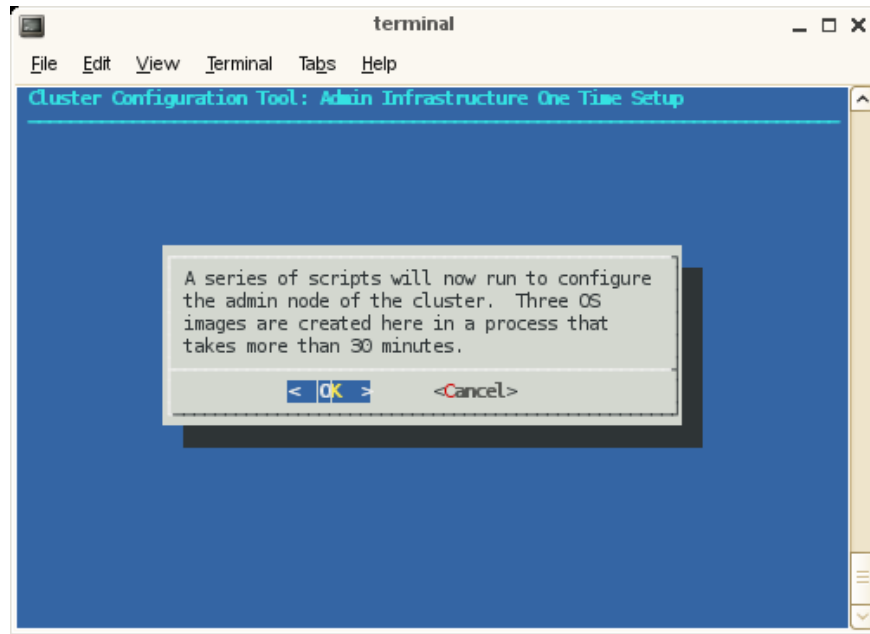 terminal
File Edit View Terminal Tabs Help
Cluster Configuration Tool: Admin Infrastructure One Time Setup
A series of scripts will now run to configure
the admin node of the cluster. Three OS
images are created here in a process that
takes more than 30 minutes.
< OK > <Cancel>